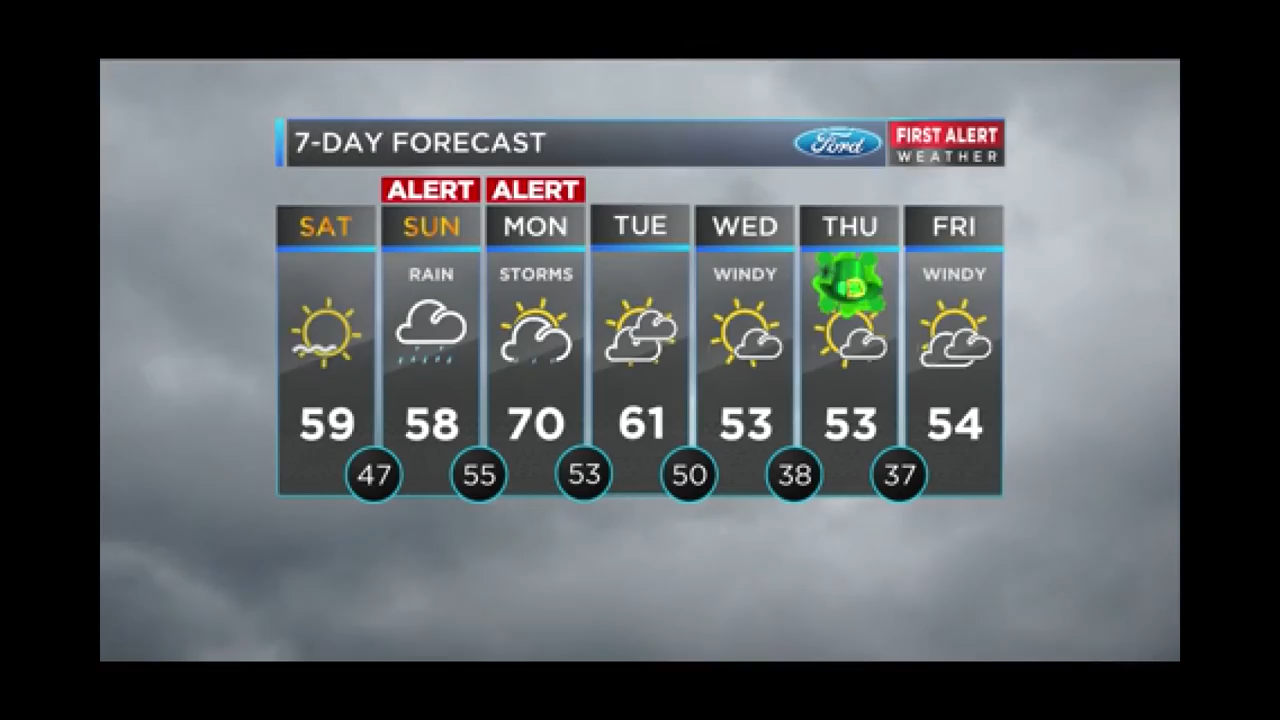 7-DAY FORECAST
Ford
FIRST ALERT
WEATHER
ALERT ALERT
SAT SUN MON TUE WED THU FRI
RAIN STORMS WINDY WINDY
59 58 70 61 53 53 54
47 55 53 50 38 37